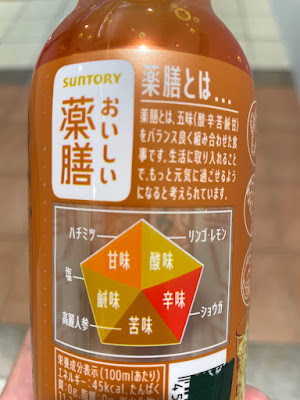 SUNTORY
おいしい
薬膳
薬膳とは...
薬膳とは、五味(酸辛苦鹹甘)
をバランス良く組み合わせた食
事です。生活に取り入れること
で、もっと元気に過ごせるよう
になると考えられています。
ハチミツ
リンゴ・レモン
甘味
酸味
塩
鹹味
辛味
高麗人参
苦味
ショウガ
栄養成分表示(100mlあたり)
エネルギー:45kcal、たんぱく